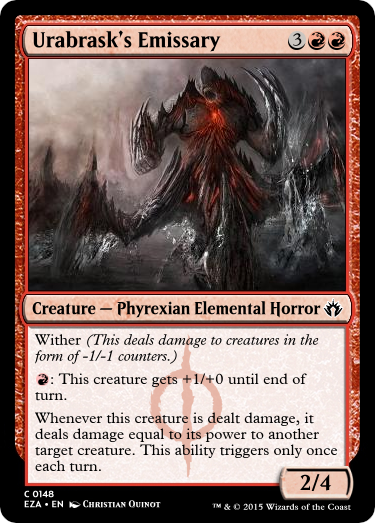 Urabrask's Emissary 3
Creature — Phyrexian Elemental Horror
Wither (This deals damage to creatures in the
form of -1/-1 counters.)
: This creature gets +1/+0 until end of
turn.
Whenever this creature is dealt damage, it
deals damage equal to its power to another
target creature. This ability triggers only once
each turn.
2/4
C 0148
EZA • EN Christian Quinot
™ & © 2015 Wizards of the Coast